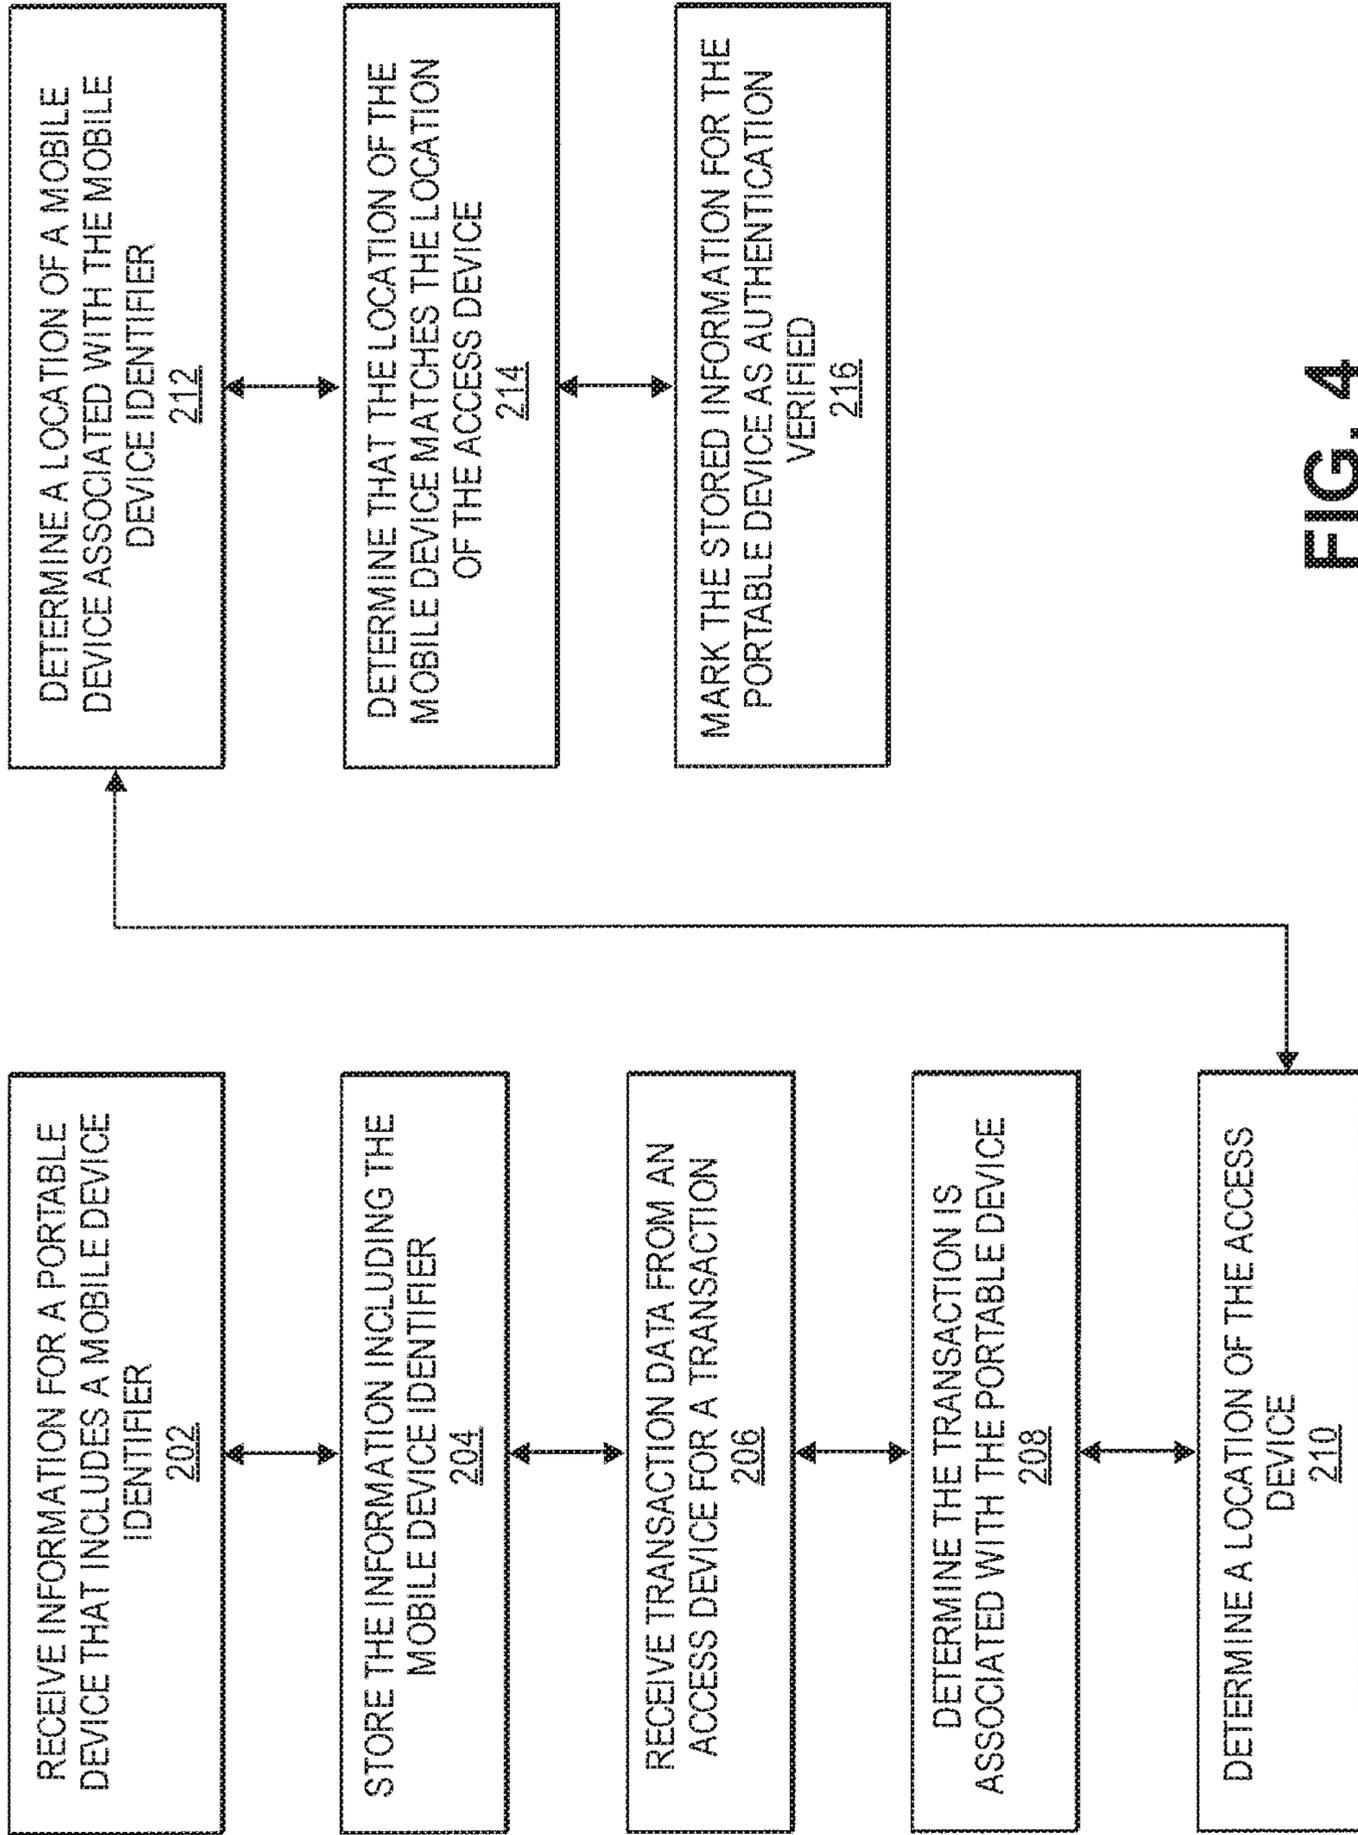 RECEIVE INFORMATION FOR A PORTABLE
DEVICE THAT INCLUDES A MOBILE DEVICE
IDENTIFIER
202
STORE THE INFORMATION INCLUDING THE
MOBILE DEVICE IDENTIFIER
204
RECEIVE TRANSACTION DATA FROM AN
ACCESS DEVICE FOR A TRANSACTION
206
DETERMINE THE TRANSACTION IS
ASSOCIATED WITH THE PORTABLE DEVICE
208
DETERMINE A LOCATION OF THE ACCESS
DEVICE
210
DETERMINE A LOCATION OF A MOBILE
DEVICE ASSOCIATED WITH THE MOBILE
DEVICE IDENTIFIER
212
DETERMINE THAT THE LOCATION OF THE
MOBILE DEVICE MATCHES THE LOCATION
OF THE ACCESS DEVICE
214
MARK THE STORED INFORMATION FOR THE
PORTABLE DEVICE AS AUTHENTICATION
VERIFIED
216
FIG. 4